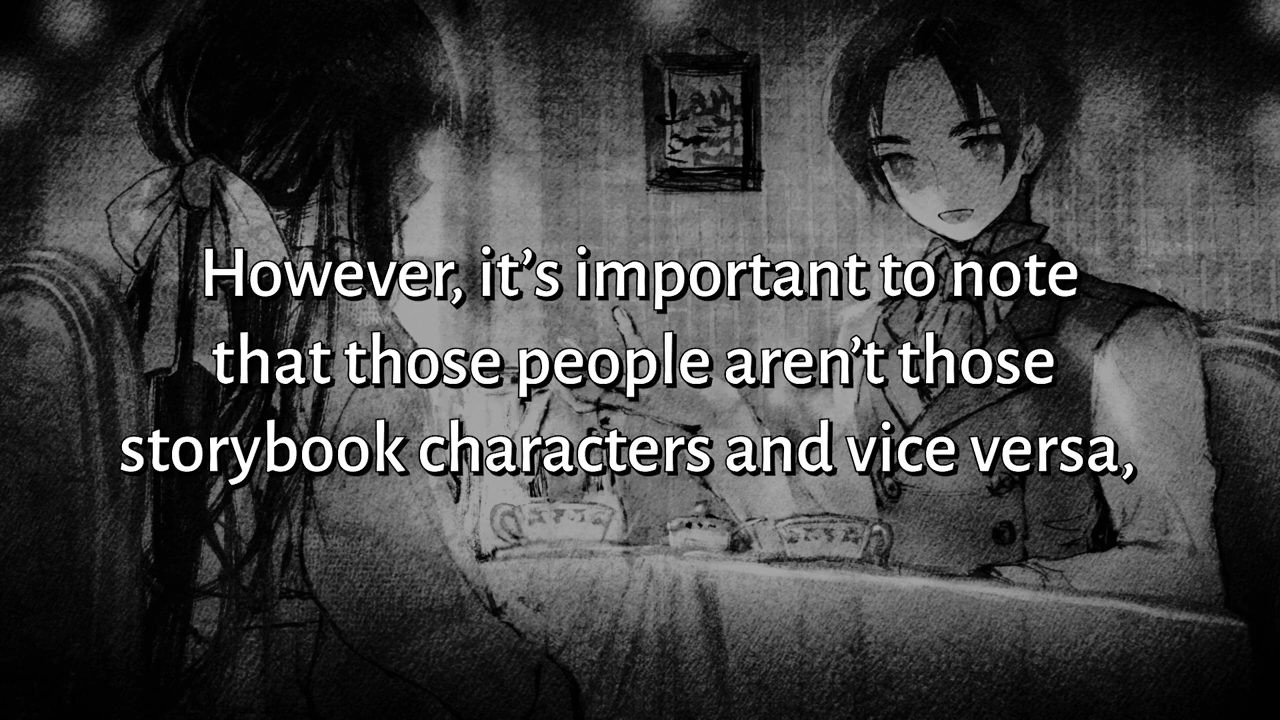 However, it’s important to note
that those people aren’t those
storybook characters and vice versa,